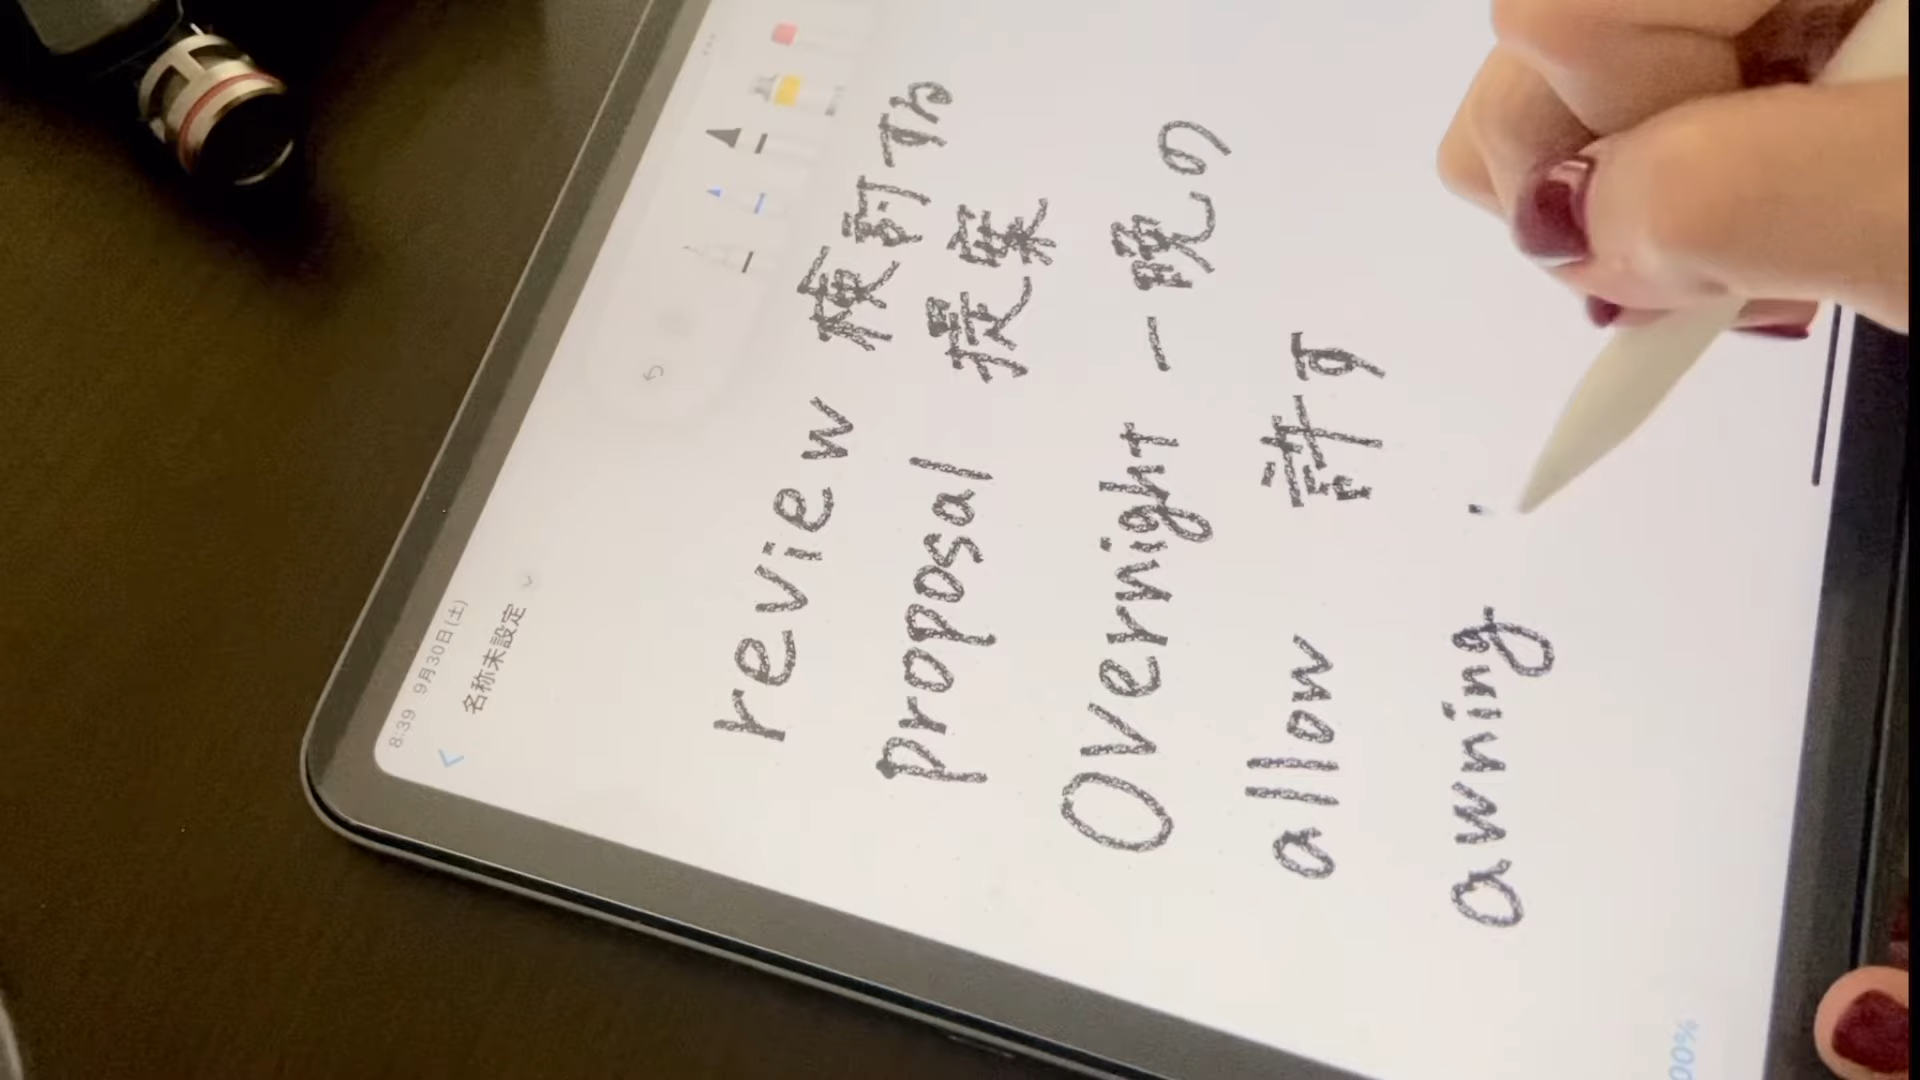 8:39 9月30日(土)
名称未設定
review 検討する
proposal 提案
Overnight 一晩の
allow 許す
awning
00%